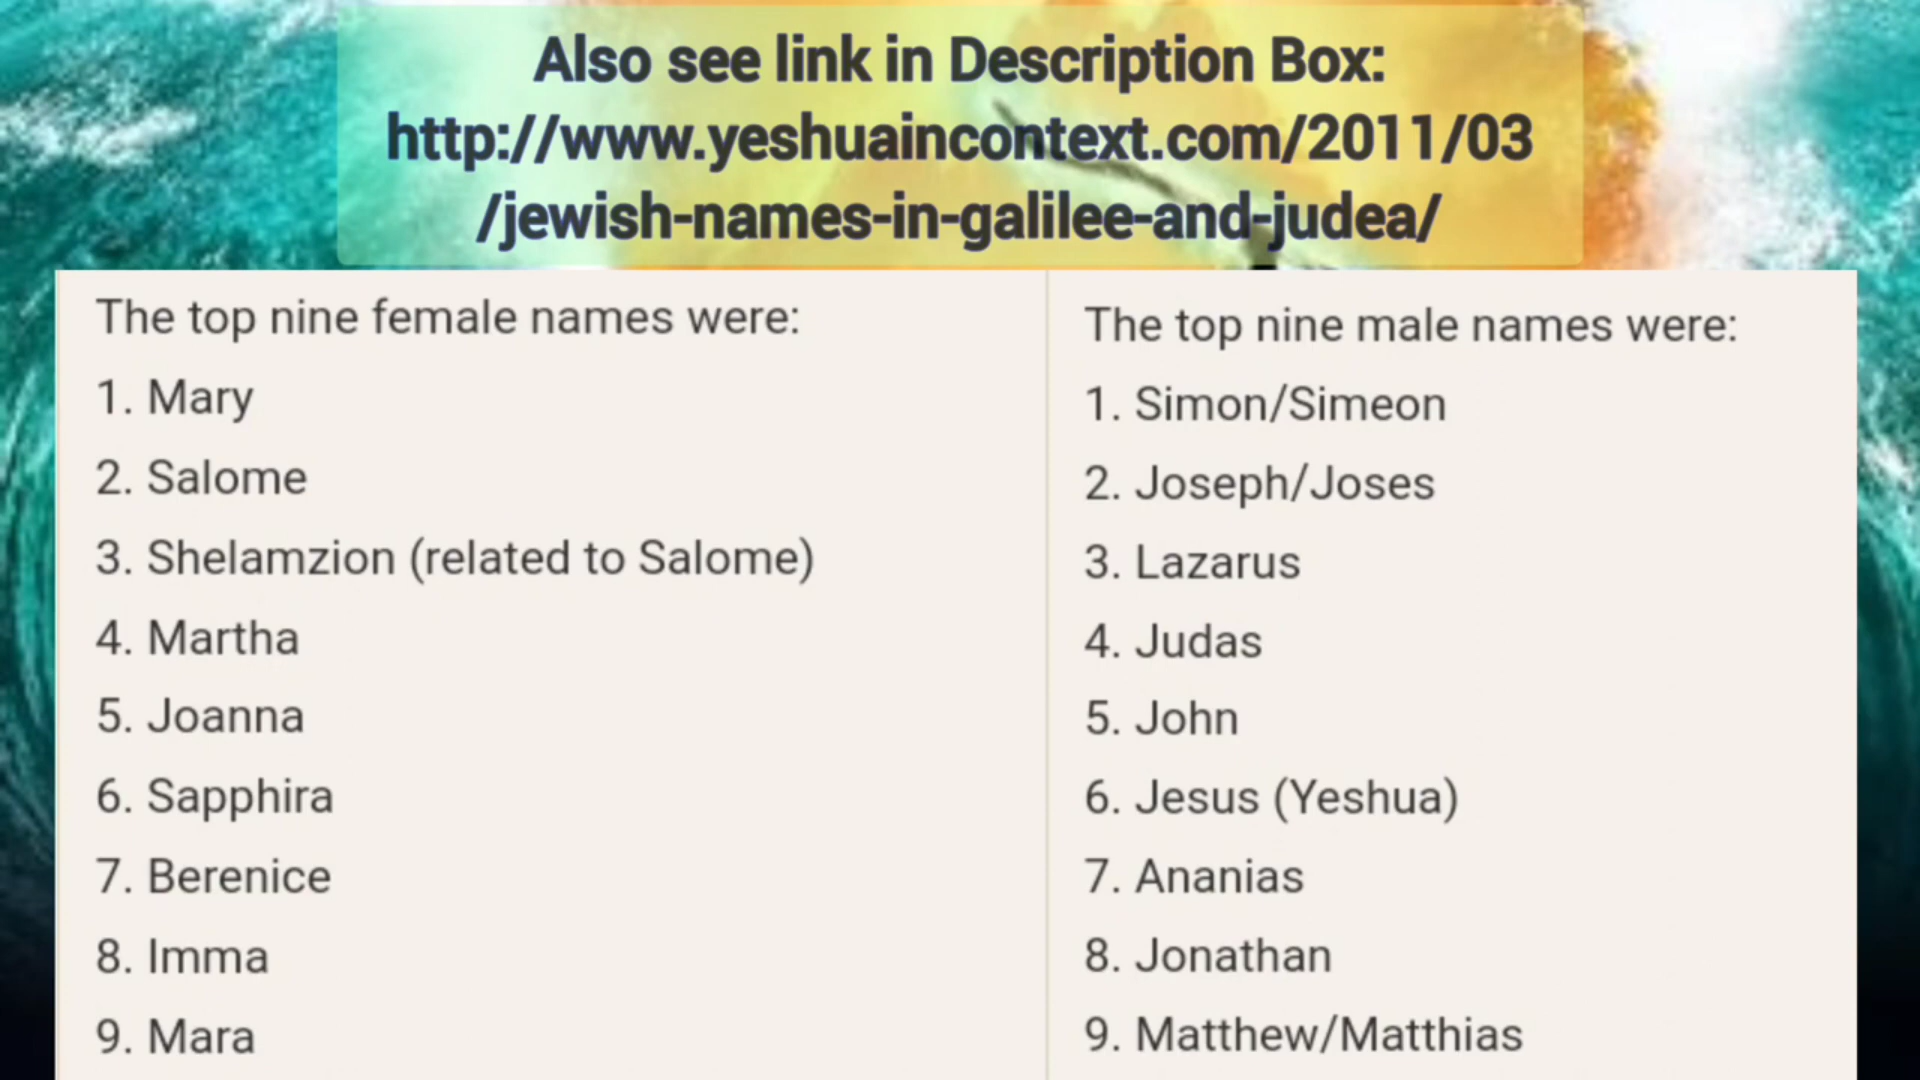 Also see link in Description Box:
http://www.yeshuaincontext.com/2011/03
/jewish-names-in-galilee-and-judea/
The top nine female names were:
1. Mary
2. Salome
3. Shelamzion (related to Salome)
4. Martha
5. Joanna
6. Sapphira
7. Berenice
8. Imma
9. Mara
The top nine male names were:
1. Simon/Simeon
2. Joseph/Joses
3. Lazarus
4. Judas
5. John
6. Jesus (Yeshua)
7. Ananias
8. Jonathan
9. Matthew/Matthias